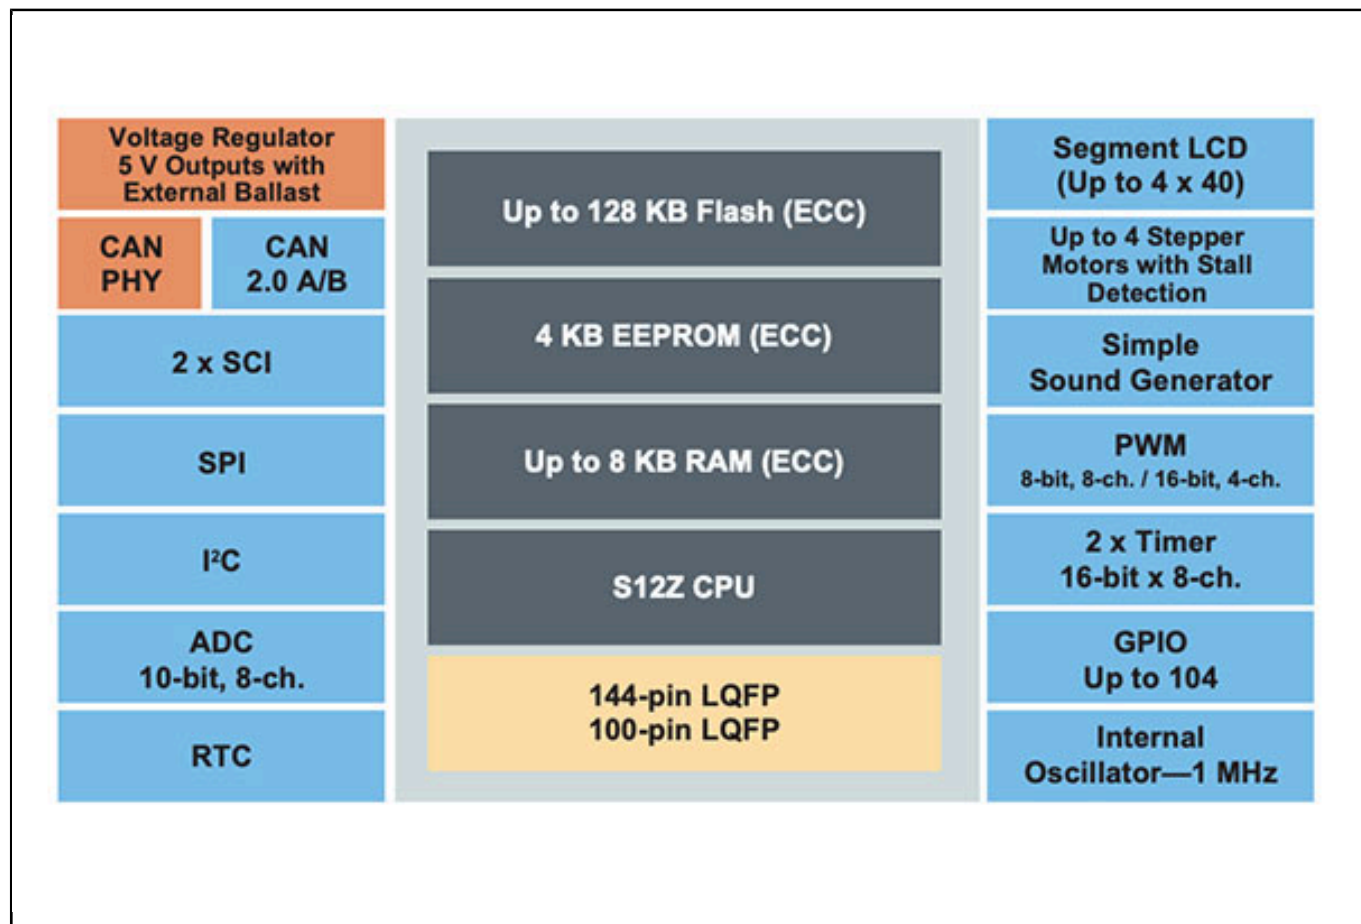 Voltage Regulator
5 V Outputs with
External Ballast
CAN
PHY
CAN
2.0 A/B
2 x SCI
SPI
I²C
ADC
10-bit, 8-ch.
RTC
Up to 128 KB Flash (ECC)
4 KB EEPROM (ECC)
Up to 8 KB RAM (ECC)
S12Z CPU
144-pin LQFP
100-pin LQFP
Segment LCD
(Up to 4 x 40)
Up to 4 Stepper
Motors with Stall
Detection
Simple
Sound Generator
PWM
8-bit, 8-ch. / 16-bit, 4-ch.
2 x Timer
16-bit x 8-ch.
GPIO
Up to 104
Internal
Oscillator—1 MHz